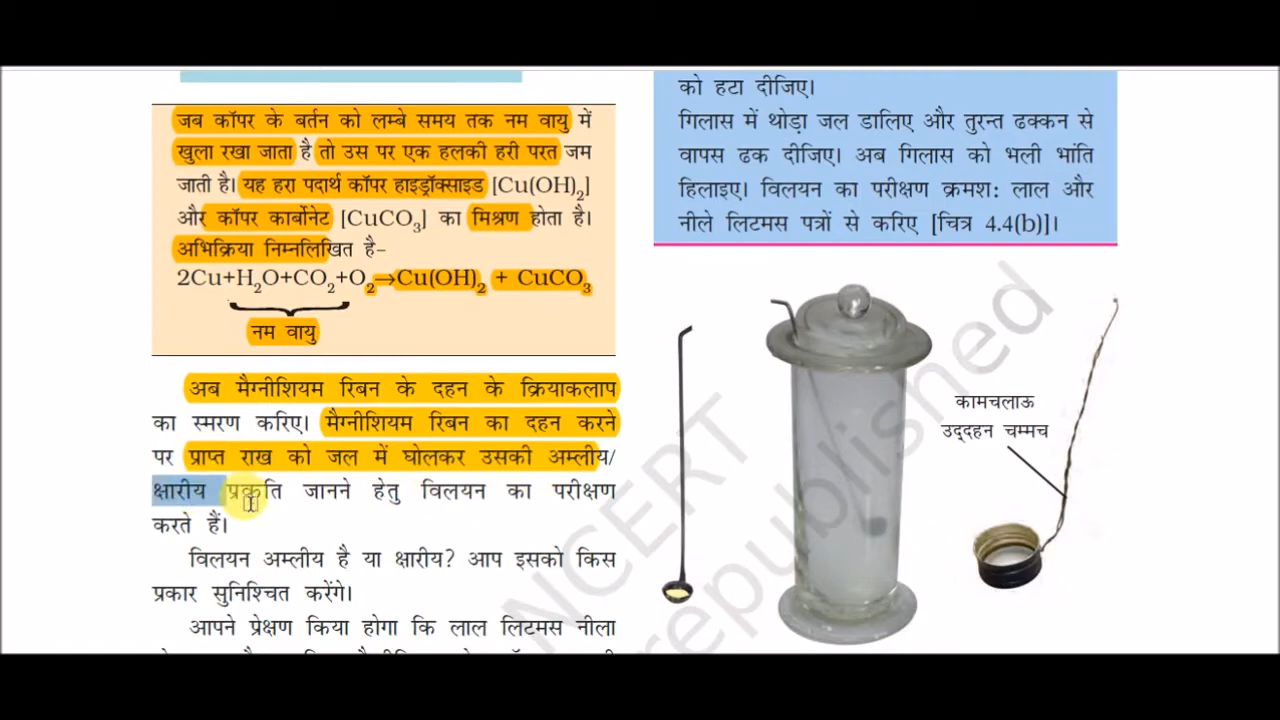 जब कॉपर के बर्तन को लम्बे समय तक नम वायु में
खुला रखा जाता है तो उस पर एक हलकी हरी परत जम
जाती है। यह हरा पदार्थ कॉपर हाइड्रॉक्साइड [Cu(OH)₂]
और कॉपर कार्बोनेट [CuCO₃] का मिश्रण होता है।
अभिक्रिया निम्नलिखित है–
2Cu+H₂O+CO₂+O₂→Cu(OH)₂ + CuCO₃
नम वायु
अब मैग्नीशियम रिबन के दहन के क्रियाकलाप
का स्मरण करिए। मैग्नीशियम रिबन का दहन करने
पर प्राप्त राख को जल में घोलकर उसकी अम्लीय/
क्षारीय प्रकृति जानने हेतु विलयन का परीक्षण
करते हैं।
विलयन अम्लीय है या क्षारीय? आप इसको किस
प्रकार सुनिश्चित करेंगे।
आपने प्रेक्षण किया होगा कि लाल लिटमस नीला
को हटा दीजिए।
गिलास में थोड़ा जल डालिए और तुरन्त ढक्कन से
वापस ढक दीजिए। अब गिलास को भली भांति
हिलाइए। विलयन का परीक्षण क्रमश: लाल और
नीले लिटमस पत्रों से करिए [चित्र 4.4(b)]।
कामचलाऊ
उद्‌दहन चम्मच
NCERT
republished